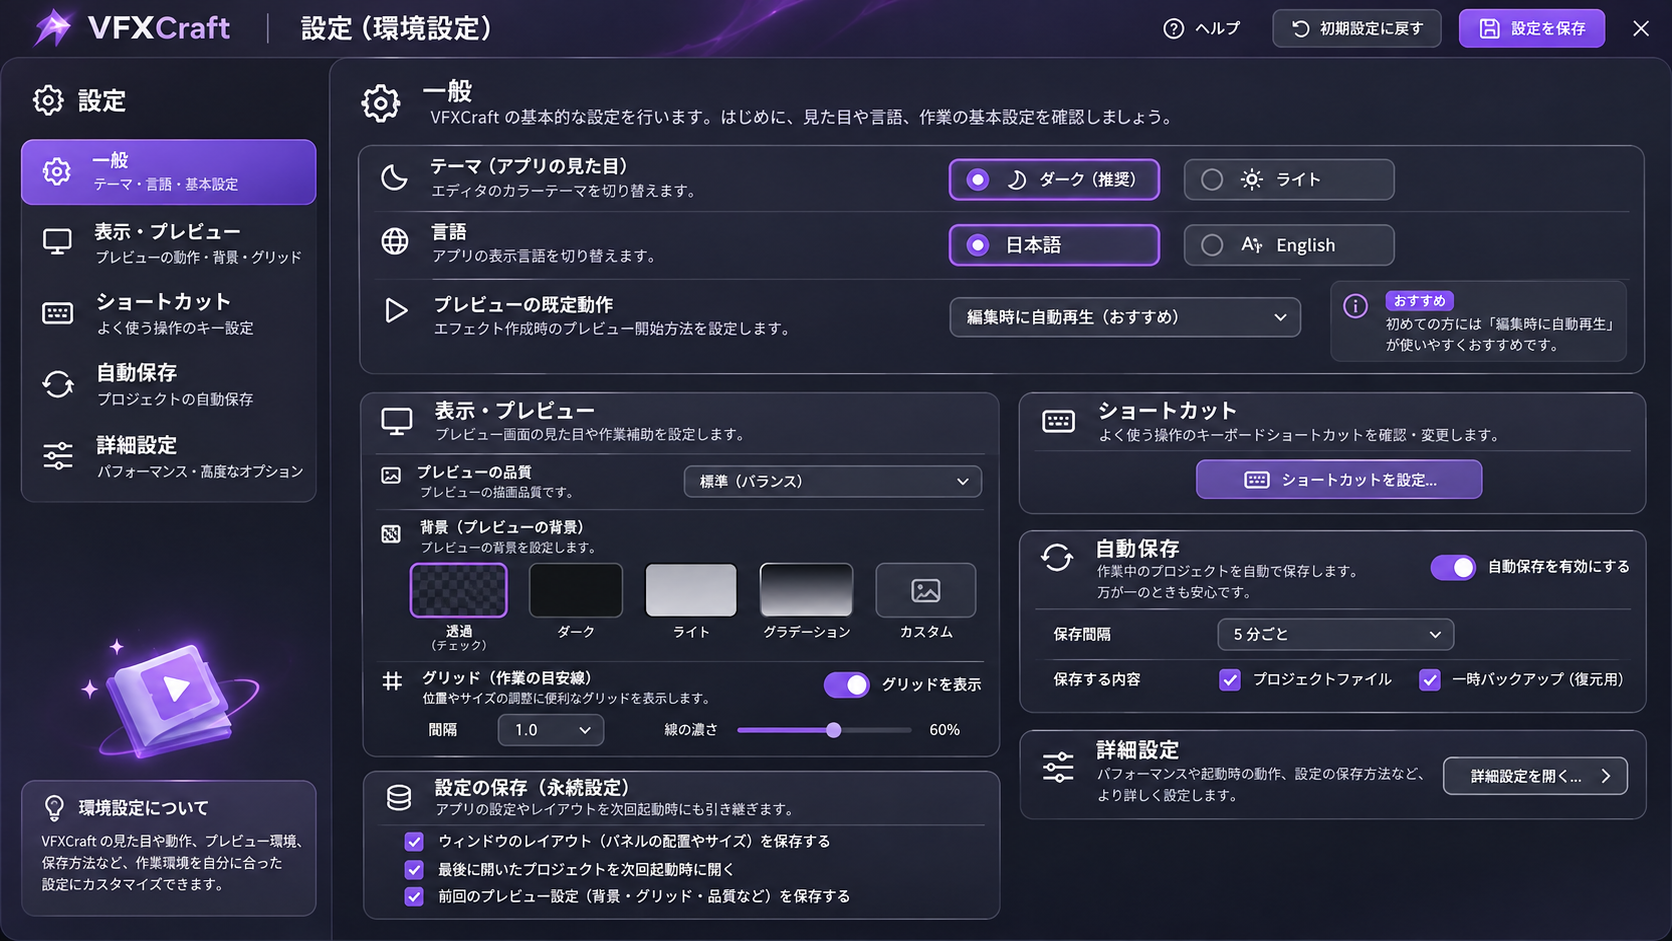 VFXCraft
設定（環境設定）
ヘルプ
初期設定に戻す
設定を保存
設定
一般
テーマ・言語・基本設定
表示・プレビュー
プレビューの動作・背景・グリッド
ショートカット
よく使う操作のキー設定
自動保存
プロジェクトの自動保存
詳細設定
パフォーマンス・高度なオプション
環境設定について
VFXCraft の見た目や動作、プレビュー環境、
保存方法など、作業環境を自分に合った
設定にカスタマイズできます。
一般
VFXCraft の基本的な設定を行います。はじめに、見た目や言語、作業の基本設定を確認しましょう。
テーマ（アプリの見た目）
エディタのカラーテーマを切り替えます。
ダーク（推奨）
ライト
言語
アプリの表示言語を切り替えます。
日本語
English
プレビューの既定動作
エフェクト作成時のプレビュー開始方法を設定します。
編集時に自動再生（おすすめ）
おすすめ
初めての方には「編集時に自動再生」
が使いやすくおすすめです。
表示・プレビュー
プレビュー画面の見た目や作業補助を設定します。
プレビューの品質
プレビューの描画品質です。
標準（バランス）
背景（プレビューの背景）
プレビューの背景を設定します。
透過
（チェック）
ダーク
ライト
グラデーション
カスタム
グリッド（作業の目安線）
位置やサイズの調整に便利なグリッドを表示します。
グリッドを表示
間隔
1.0
線の濃さ
60%
設定の保存（永続設定）
アプリの設定やレイアウトを次回起動時にも引き継ぎます。
ウィンドウのレイアウト（パネルの配置やサイズ）を保存する
最後に開いたプロジェクトを次回起動時に開く
前回のプレビュー設定（背景・グリッド・品質など）を保存する
ショートカット
よく使う操作のキーボードショートカットを確認・変更します。
ショートカットを設定...
自動保存
作業中のプロジェクトを自動で保存します。
万が一のときも安心です。
自動保存を有効にする
保存間隔
5 分ごと
保存する内容
プロジェクトファイル
一時バックアップ（復元用）
詳細設定
パフォーマンスや起動時の動作、設定の保存方法など、
より詳しく設定します。
詳細設定を開く...